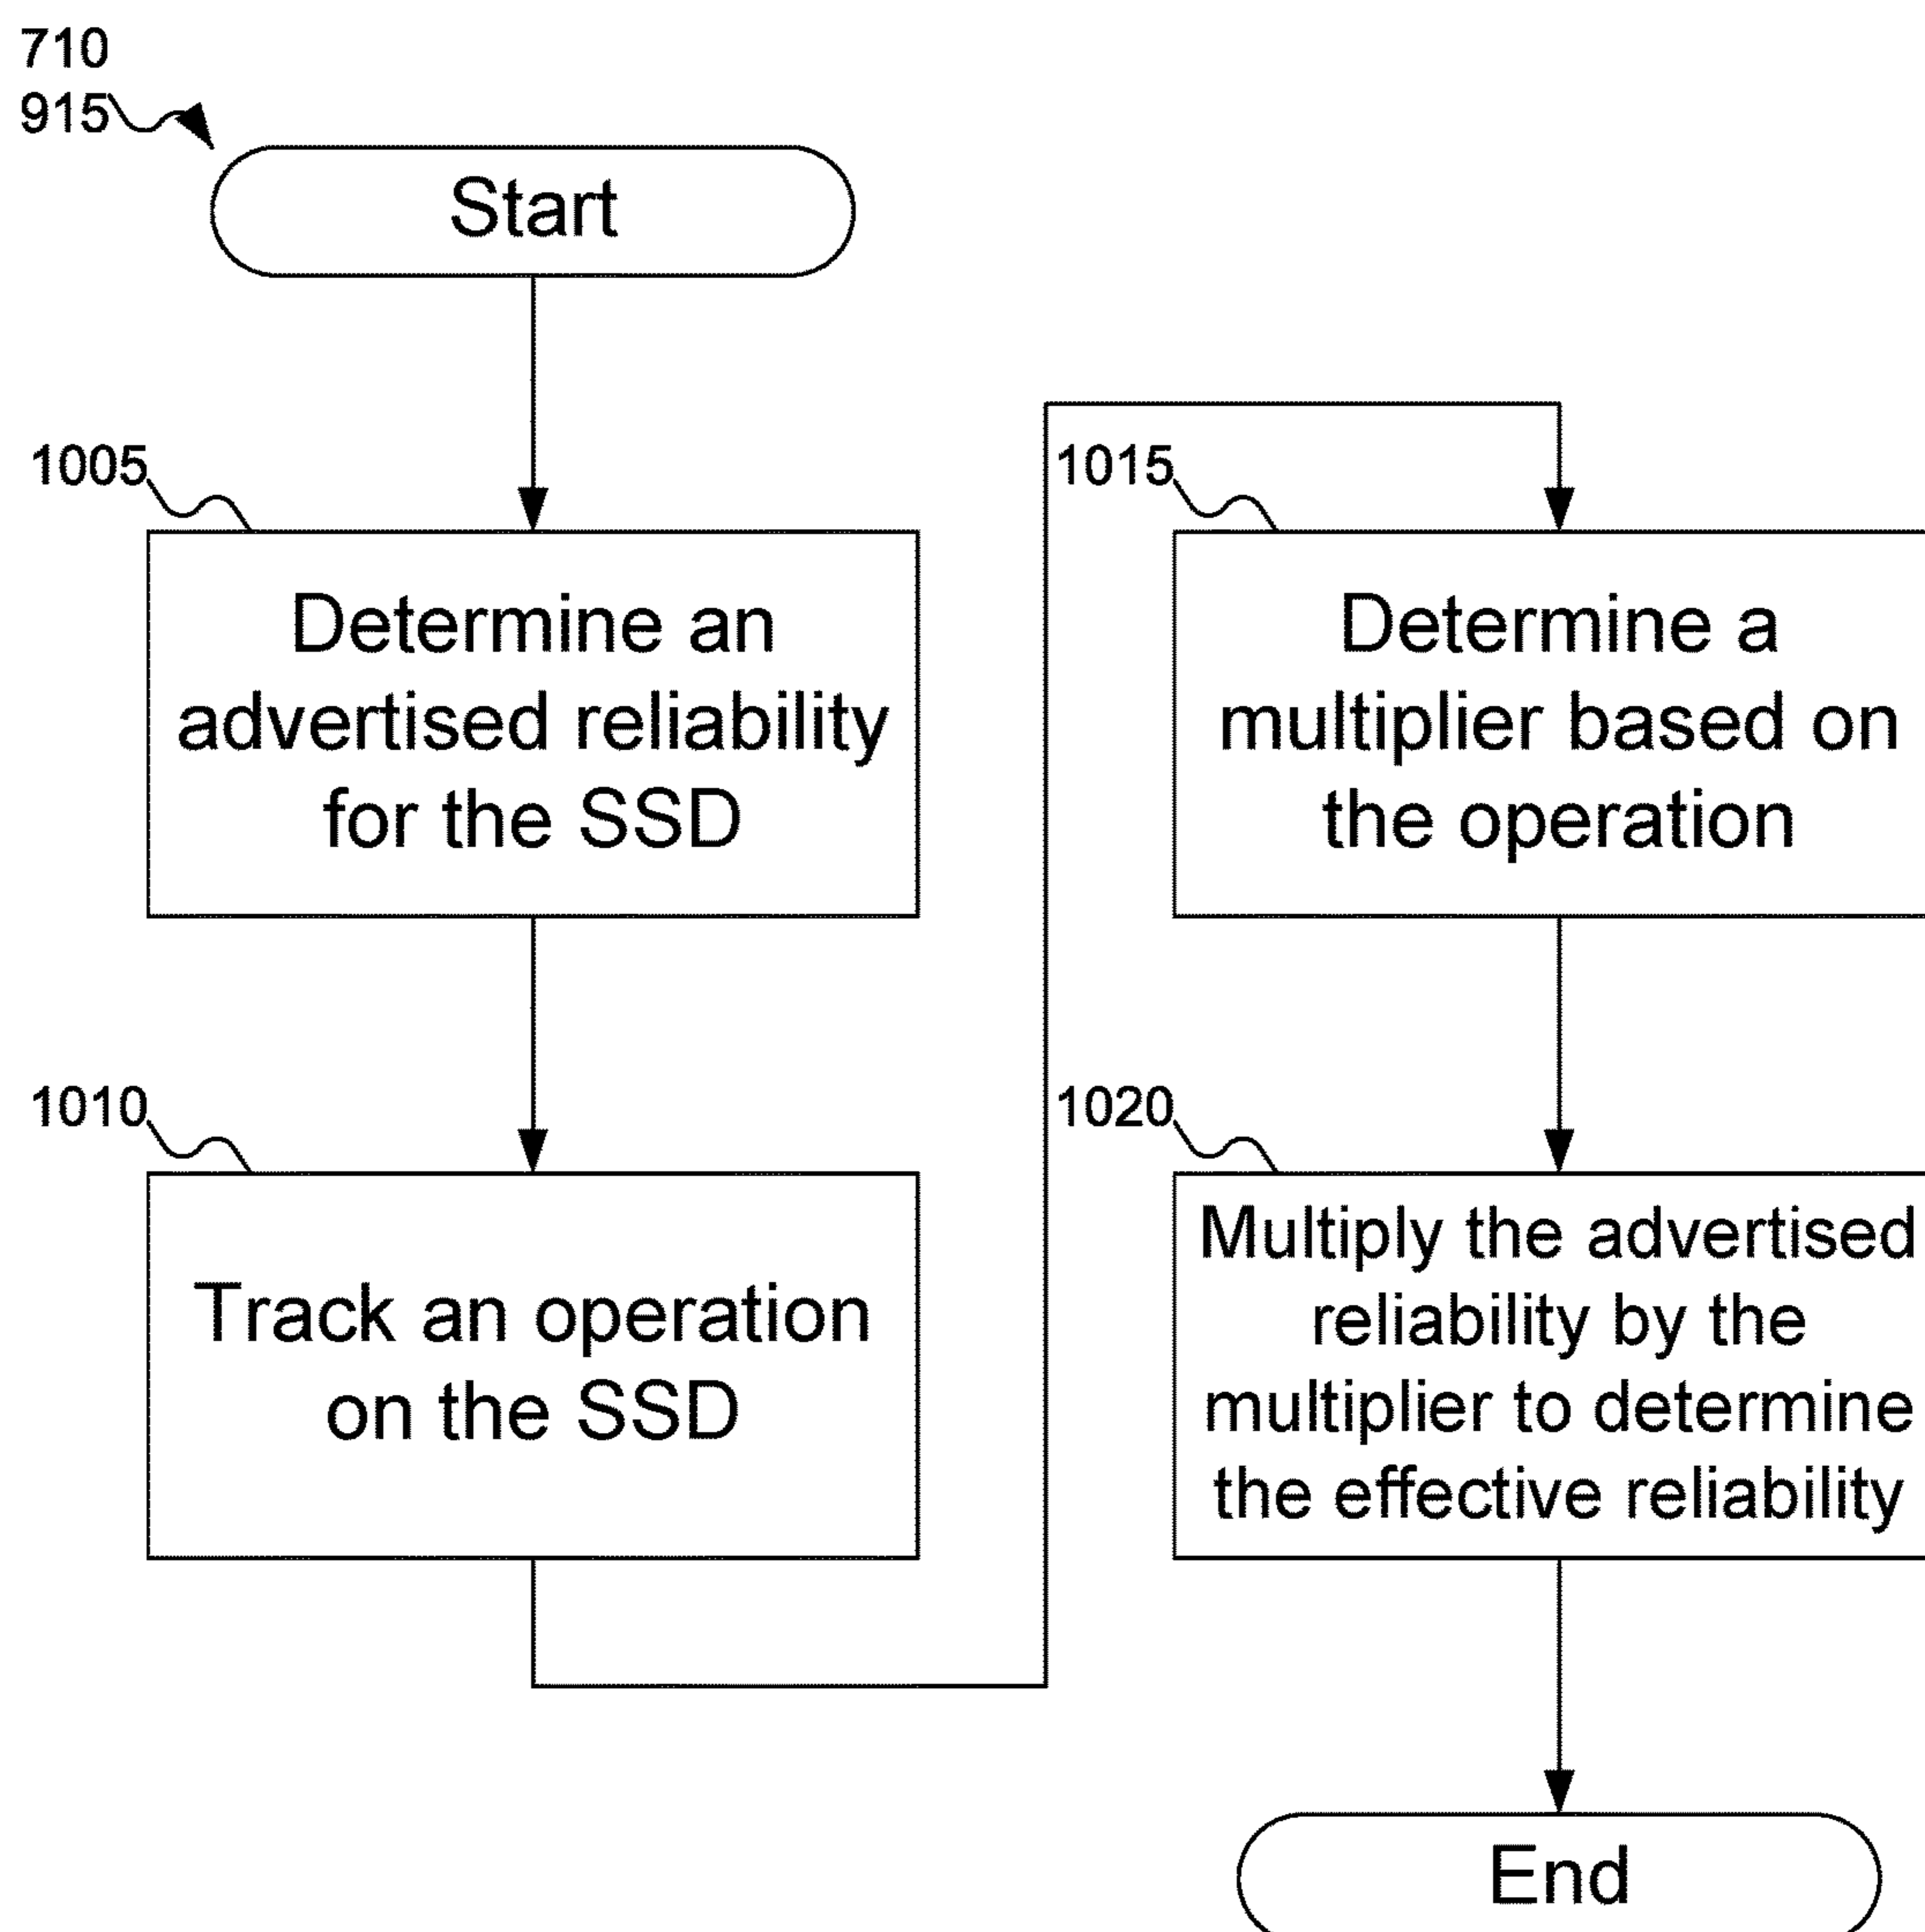 710
915
Start
1005
Determine an
advertised reliability
for the SSD
1010
Track an operation
on the SSD
1015
Determine a
multiplier based on
the operation
1020
Multiply the advertised
reliability by the
multiplier to determine
the effective reliability
End